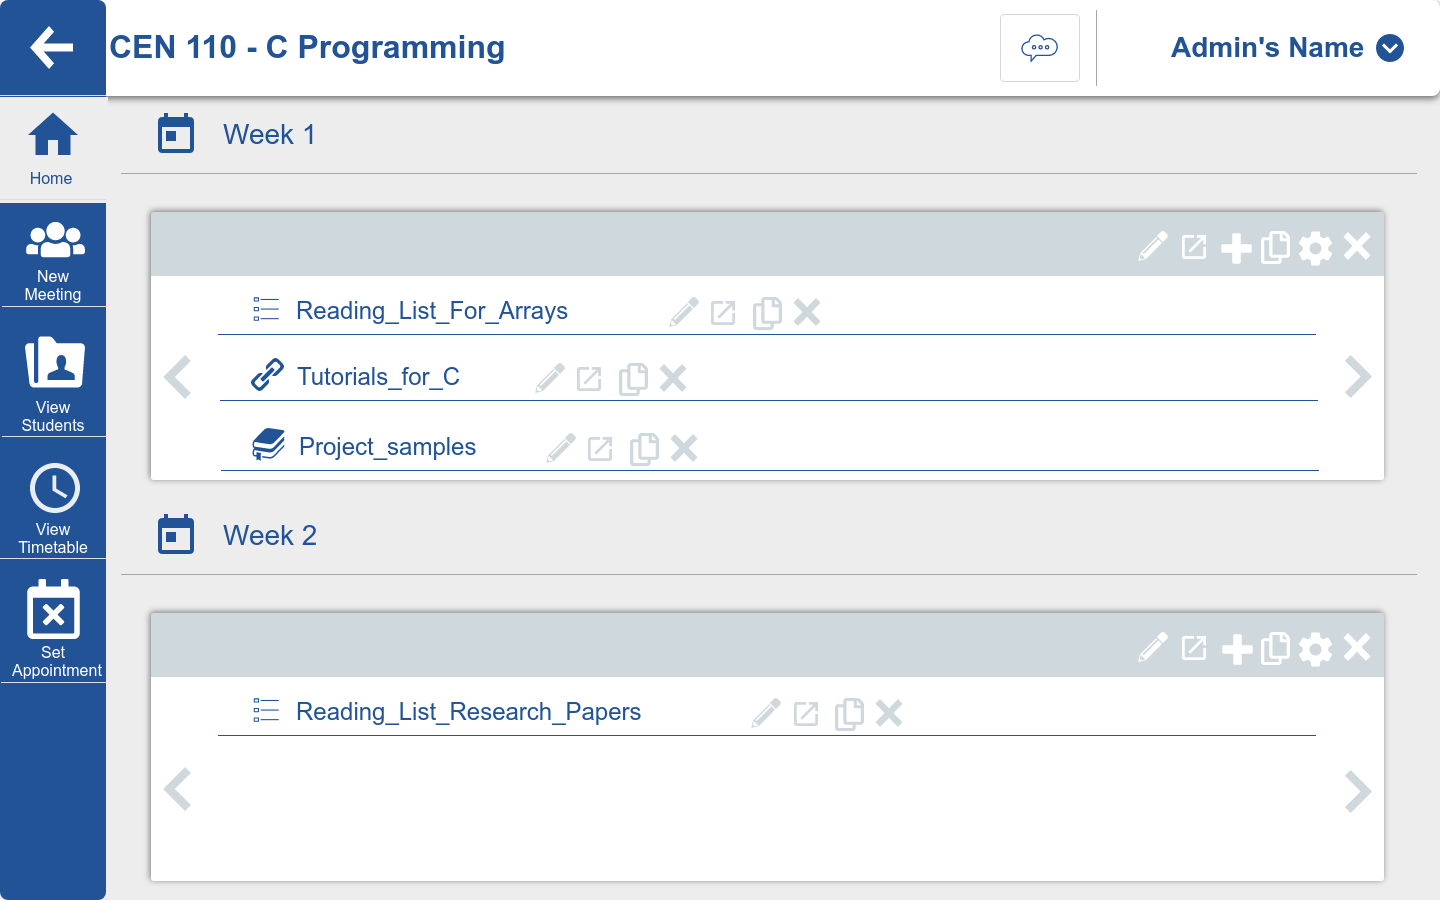 CEN 110 - C Programming
Admin's Name
Home
New
Meeting
View
Students
View
Timetable
Set
Appointment
Week 1
Reading_List_For_Arrays
Tutorials_for_C
Project_samples
Week 2
Reading_List_Research_Papers